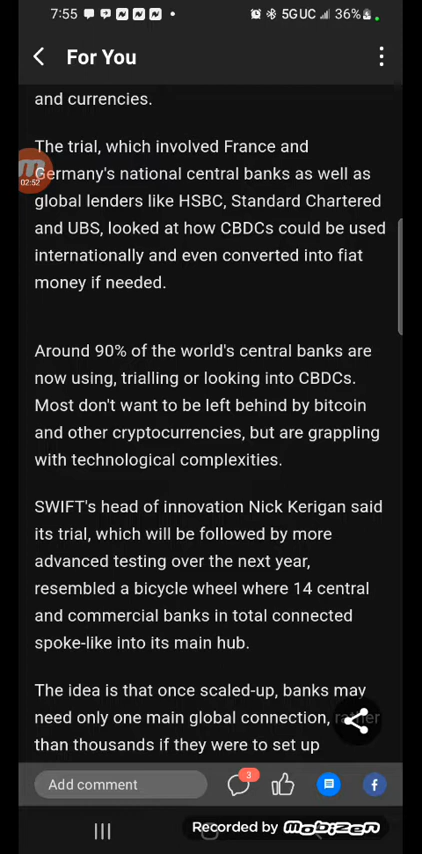 7:55
5GUC
36%
For You
and currencies.
The trial, which involved France and
Germany's national central banks as well as
02:52
global lenders like HSBC, Standard Chartered
and UBS, looked at how CBDCs could be used
internationally and even converted into fiat
money if needed.
Around 90% of the world's central banks are
now using, trialling or looking into CBDCs.
Most don't want to be left behind by bitcoin
and other cryptocurrencies, but are grappling
with technological complexities.
SWIFT's head of innovation Nick Kerigan said
its trial, which will be followed by more
advanced testing over the next year,
resembled a bicycle wheel where 14 central
and commercial banks in total connected
spoke-like into its main hub.
The idea is that once scaled-up, banks may
need only one main global connection, rather
than thousands if they were to set up
Add comment
3
Recorded by mobizen